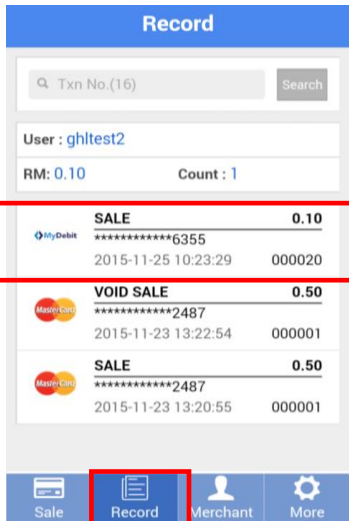 Record
Txn No.(16) Search
User : ghltest2
RM: 0.10 Count : 1
SALE 0.10
MyDebit ************6355
2015-11-25 10:23:29 000020
VOID SALE 0.50
MasterCard ************2487
2015-11-23 13:22:54 000001
SALE 0.50
MasterCard ************2487
2015-11-23 13:20:55 000001
Sale Record Merchant More